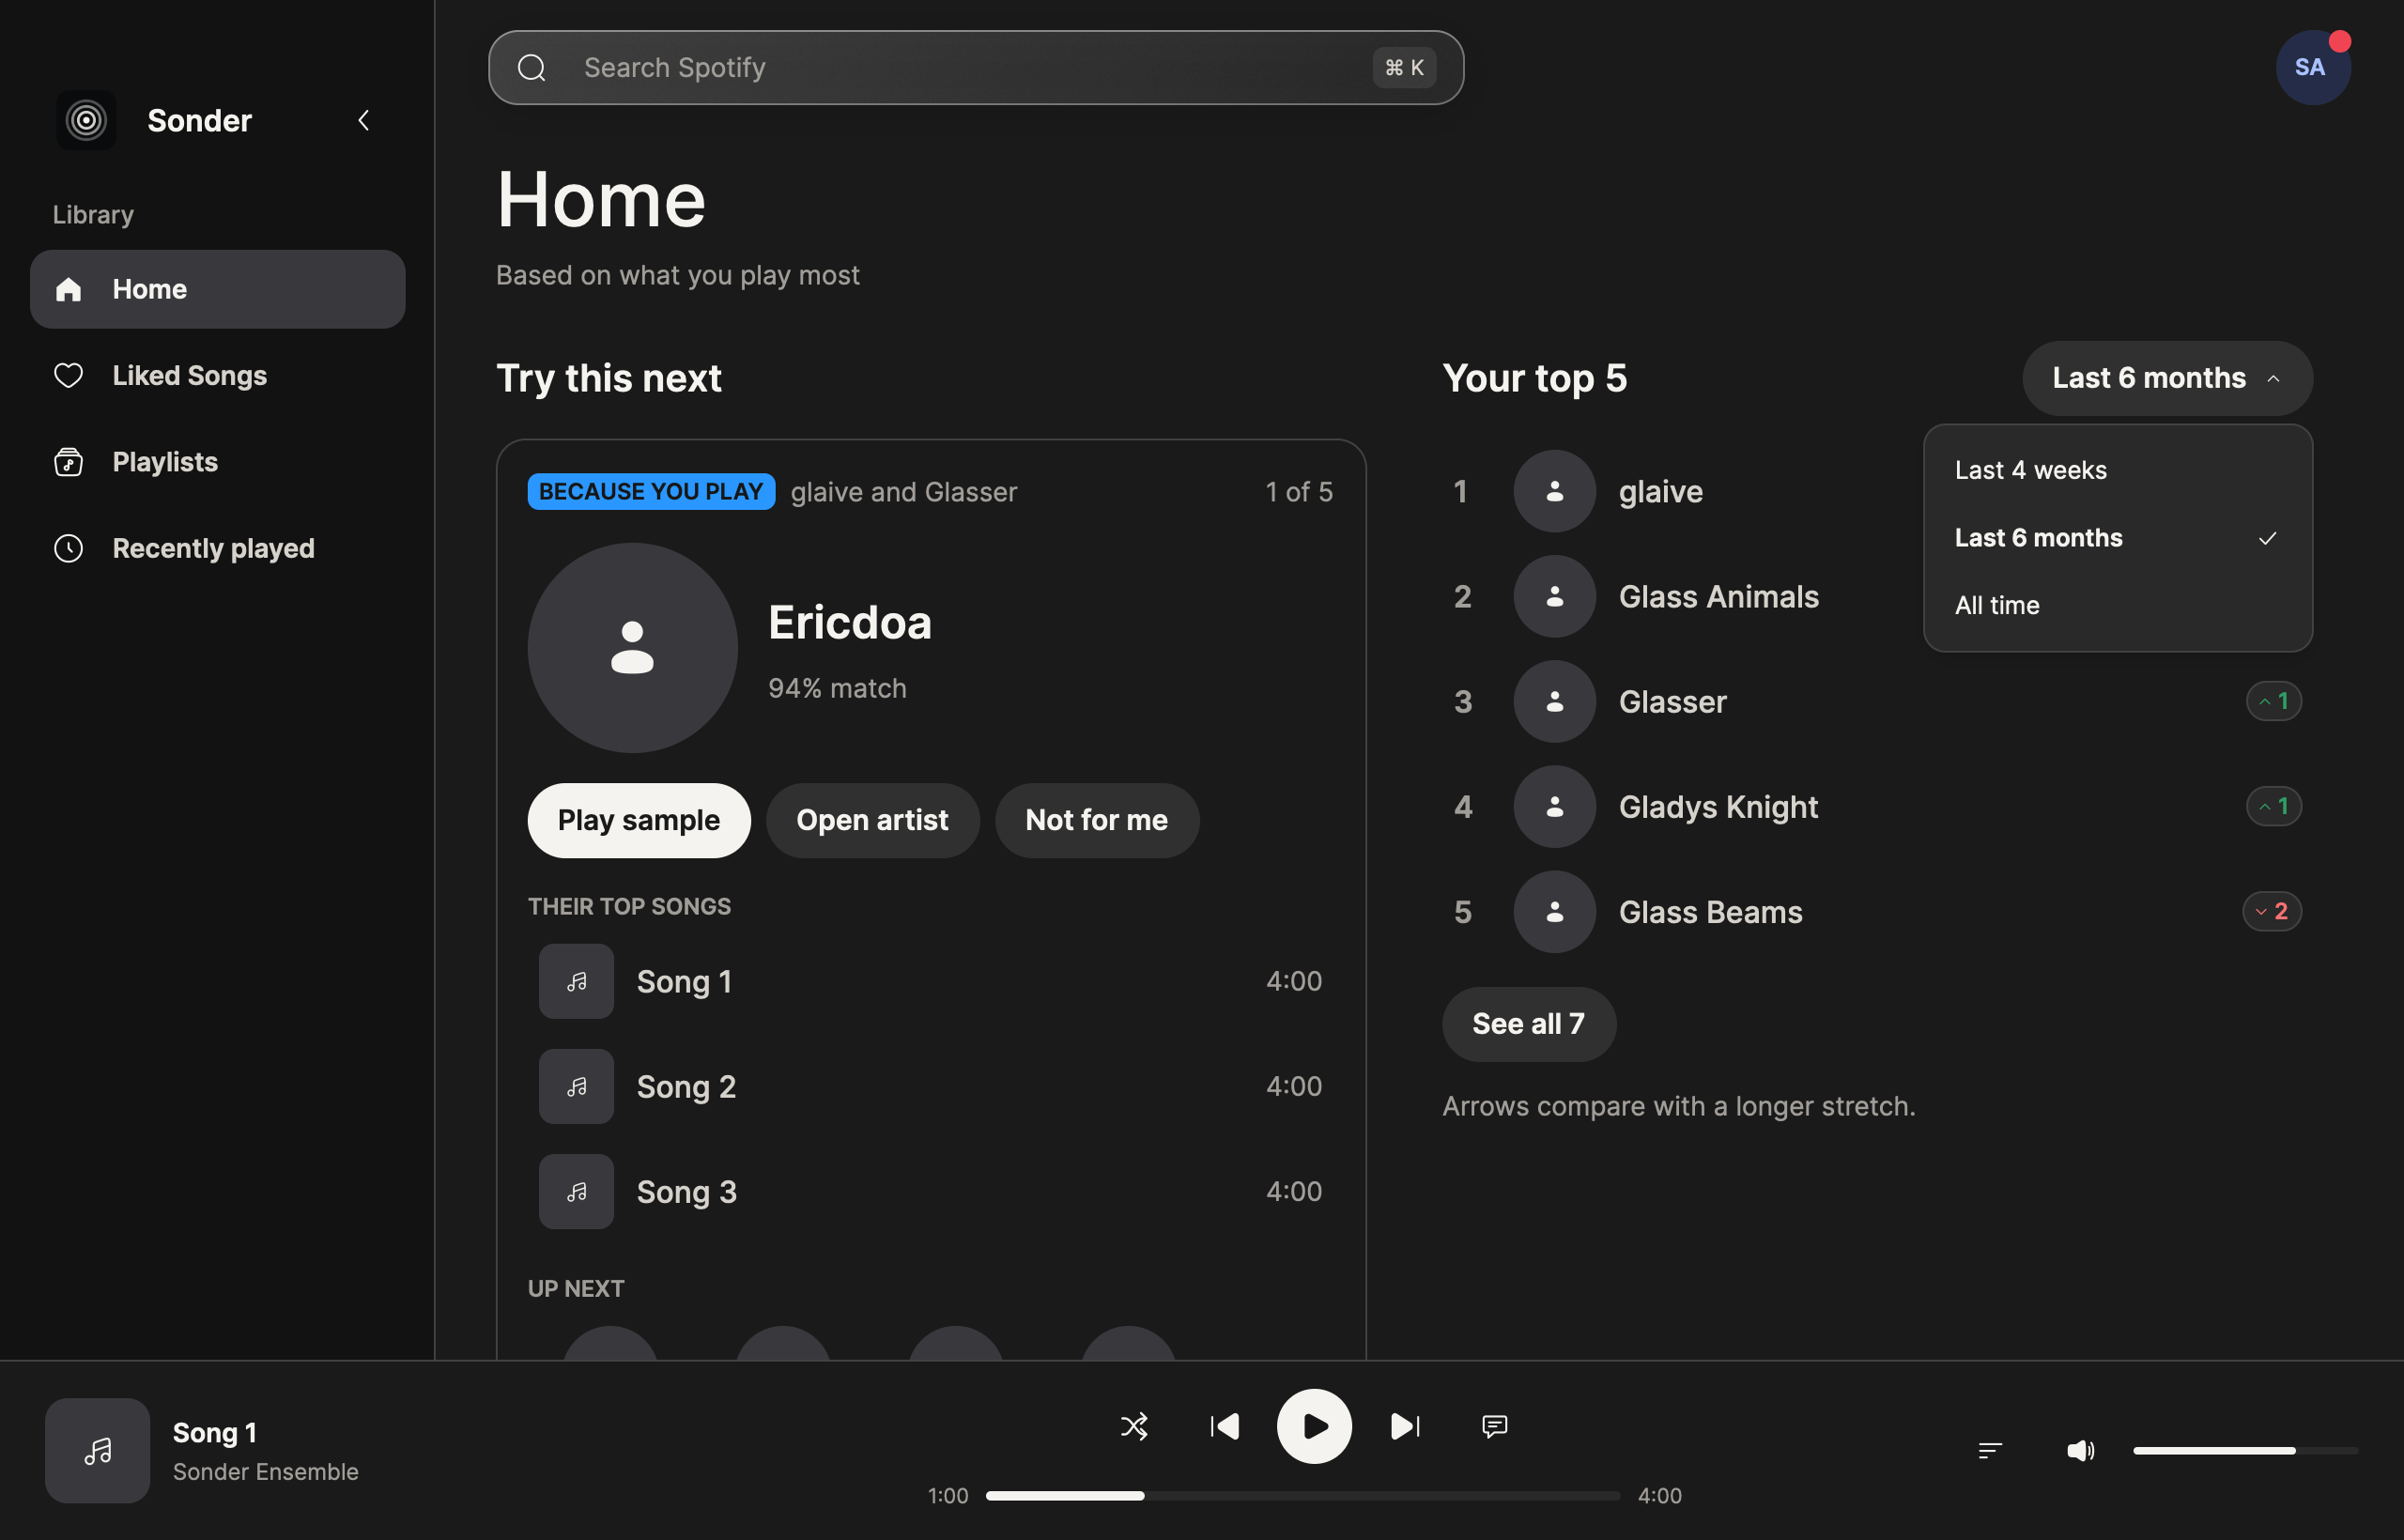 Search Spotify
⌘ K
SA
Sonder
Library
Home
Liked Songs
Playlists
Recently played
Home
Based on what you play most
Try this next
BECAUSE YOU PLAY glaive and Glasser 1 of 5
Ericdoa
94% match
Play sample
Open artist
Not for me
THEIR TOP SONGS
Song 1 4:00
Song 2 4:00
Song 3 4:00
UP NEXT
Your top 5
Last 6 months
Last 4 weeks
Last 6 months
All time
1 glaive
2 Glass Animals
3 Glasser 1
4 Gladys Knight 1
5 Glass Beams 2
See all 7
Arrows compare with a longer stretch.
Song 1
Sonder Ensemble
1:00
4:00